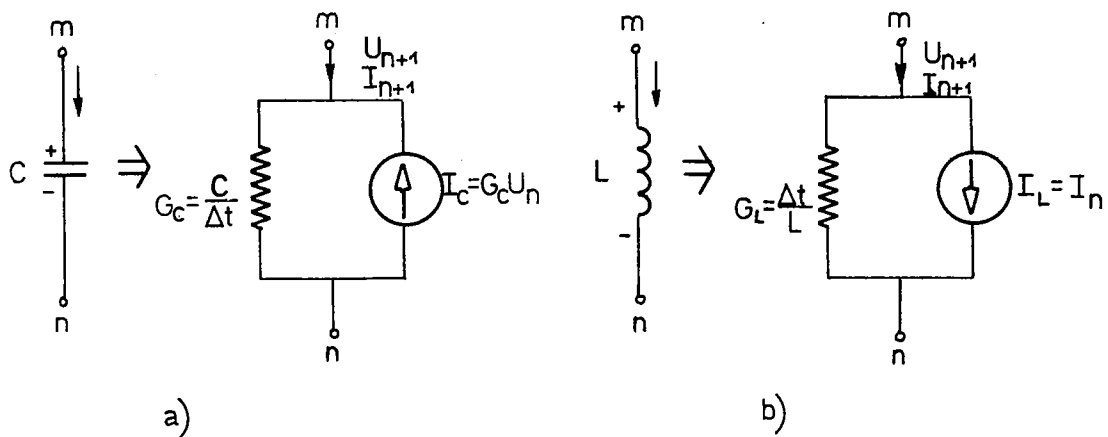 m
C
+
-
n
⇒
m
U_{n+1}
I_{n+1}
G_C = C/Δt
I_C = G_C U_n
n
a)
m
+
L
-
n
⇒
m
U_{n+1}
I_{n+1}
G_L = Δt/L
I_L = I_n
n
b)